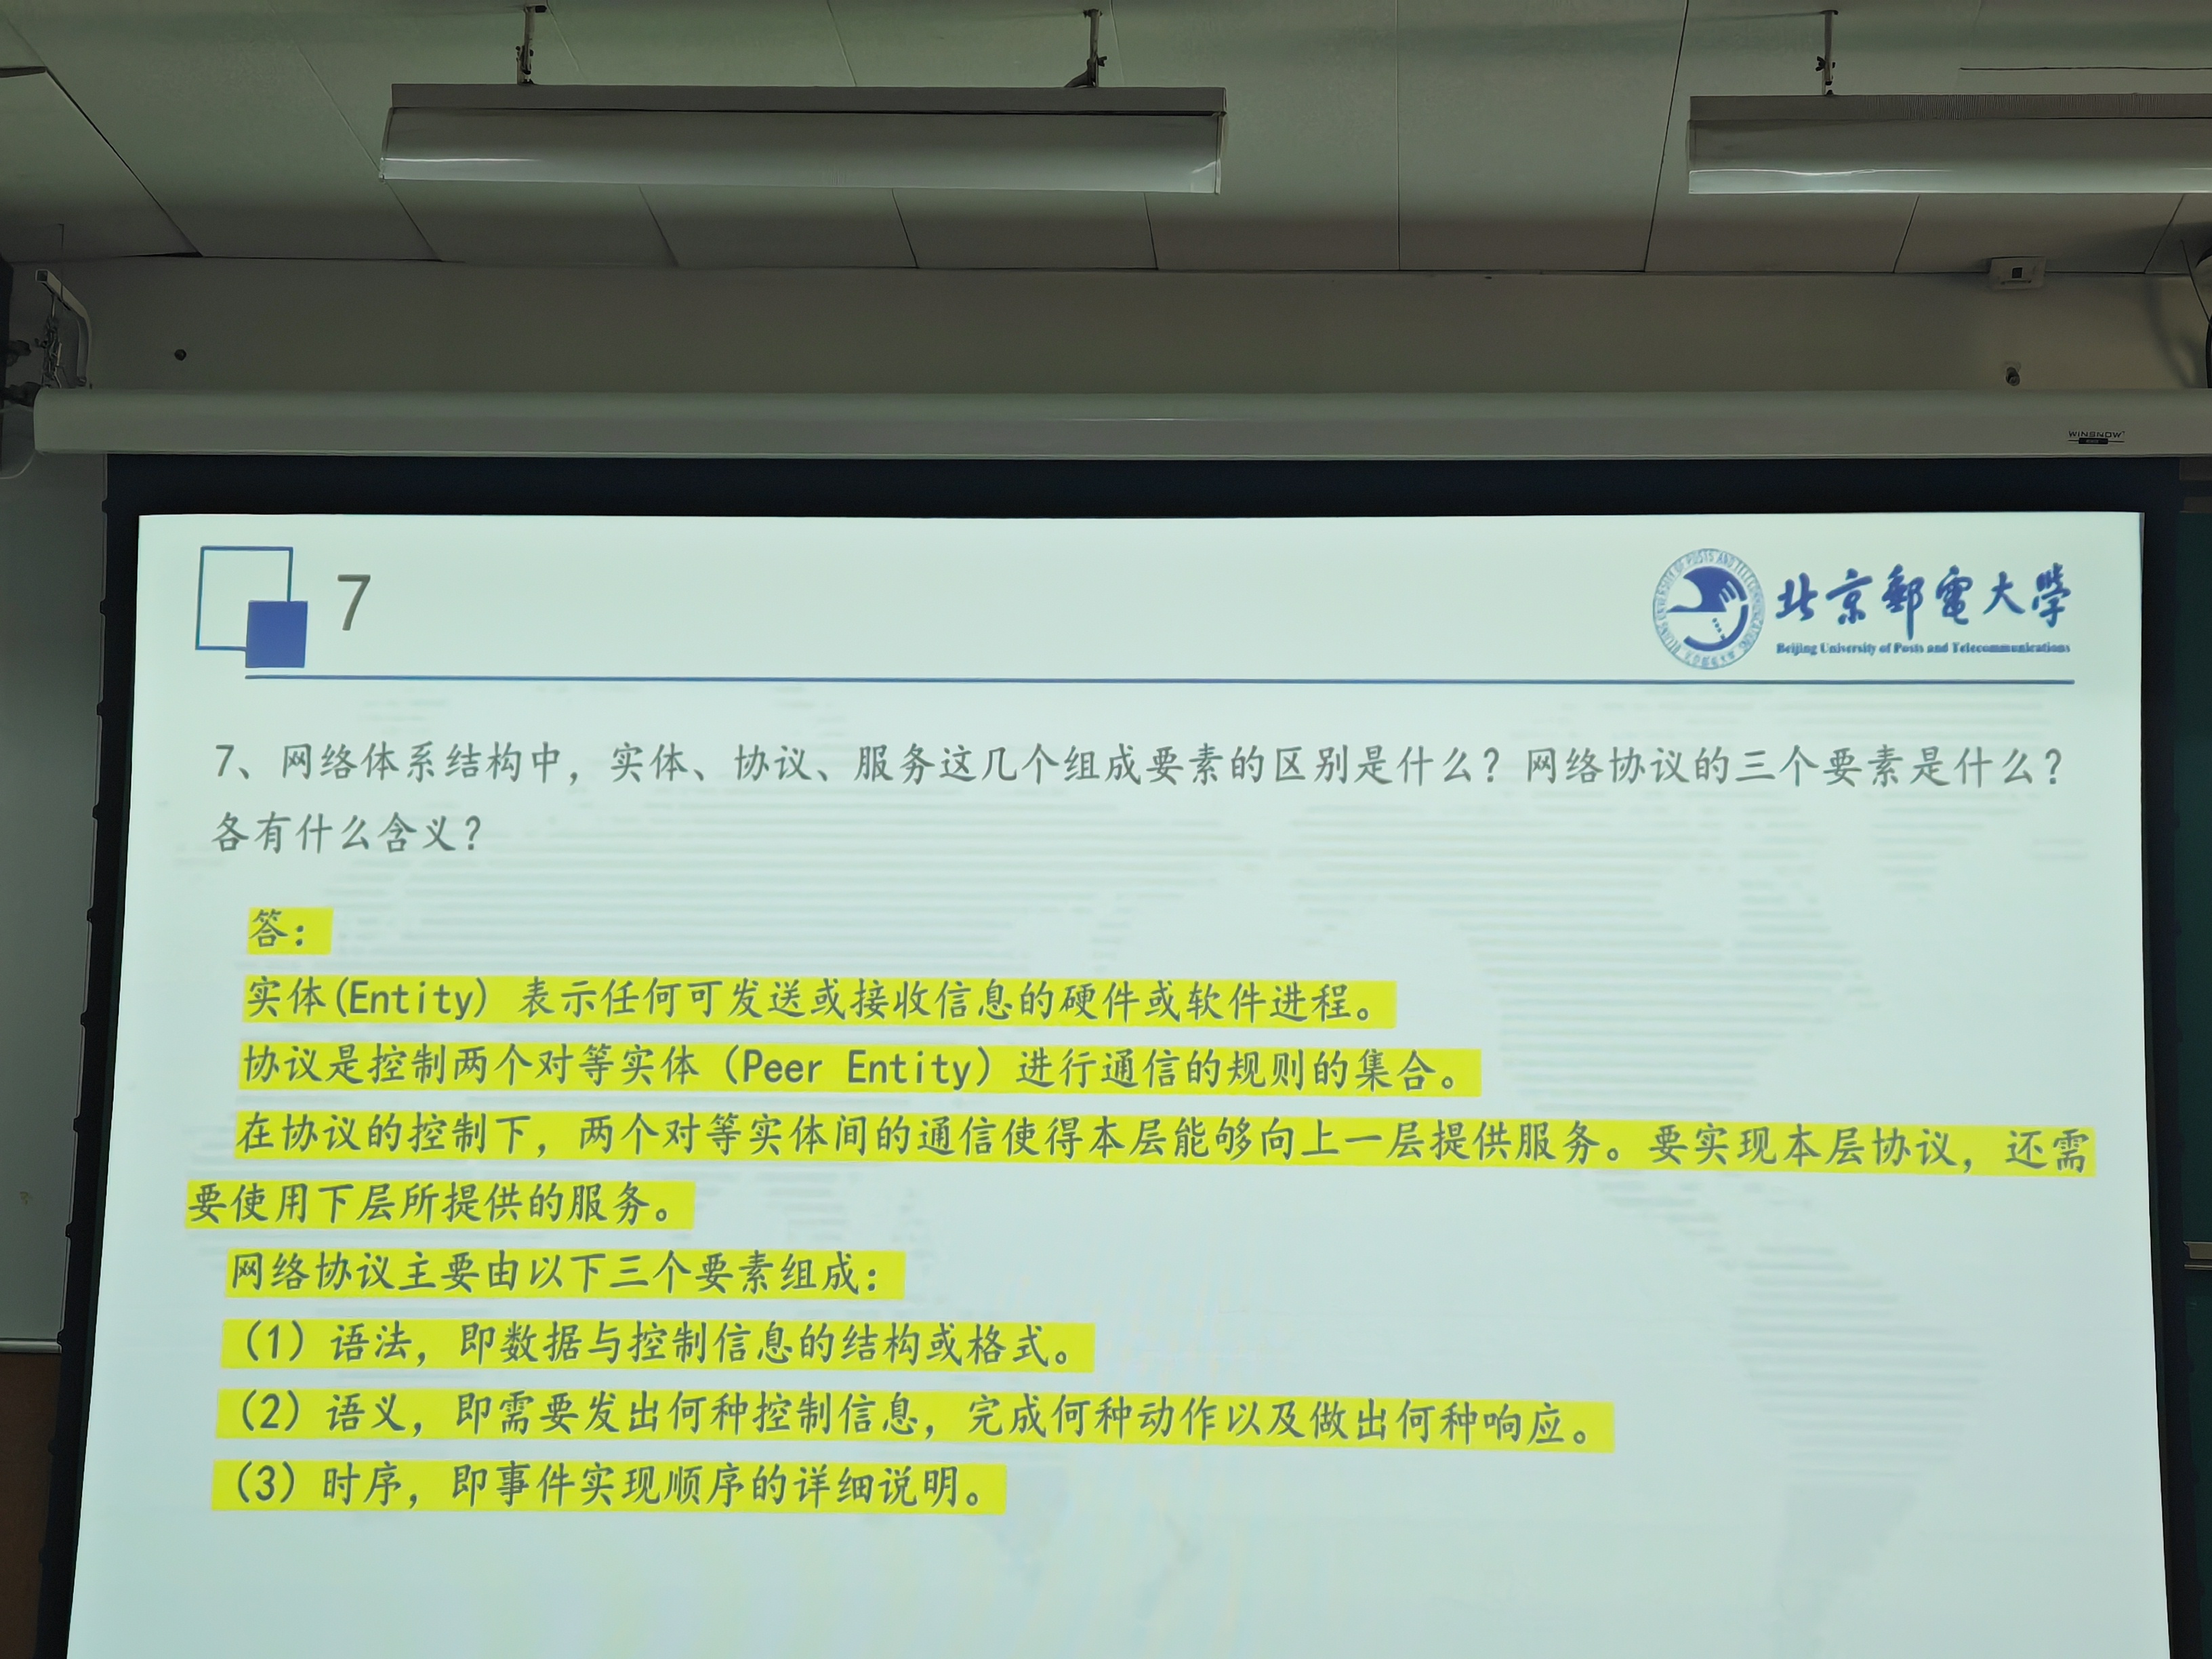 WINSNOW
7
北京邮电大学
Beijing University of Posts and Telecommunications
7、网络体系结构中，实体、协议、服务这几个组成要素的区别是什么？网络协议的三个要素是什么？
各有什么含义？
答：
实体(Entity) 表示任何可发送或接收信息的硬件或软件进程。
协议是控制两个对等实体（Peer Entity）进行通信的规则的集合。
在协议的控制下，两个对等实体间的通信使得本层能够向上一层提供服务。要实现本层协议，还需
要使用下层所提供的服务。
网络协议主要由以下三个要素组成：
（1）语法，即数据与控制信息的结构或格式。
（2）语义，即需要发出何种控制信息，完成何种动作以及做出何种响应。
（3）时序，即事件实现顺序的详细说明。